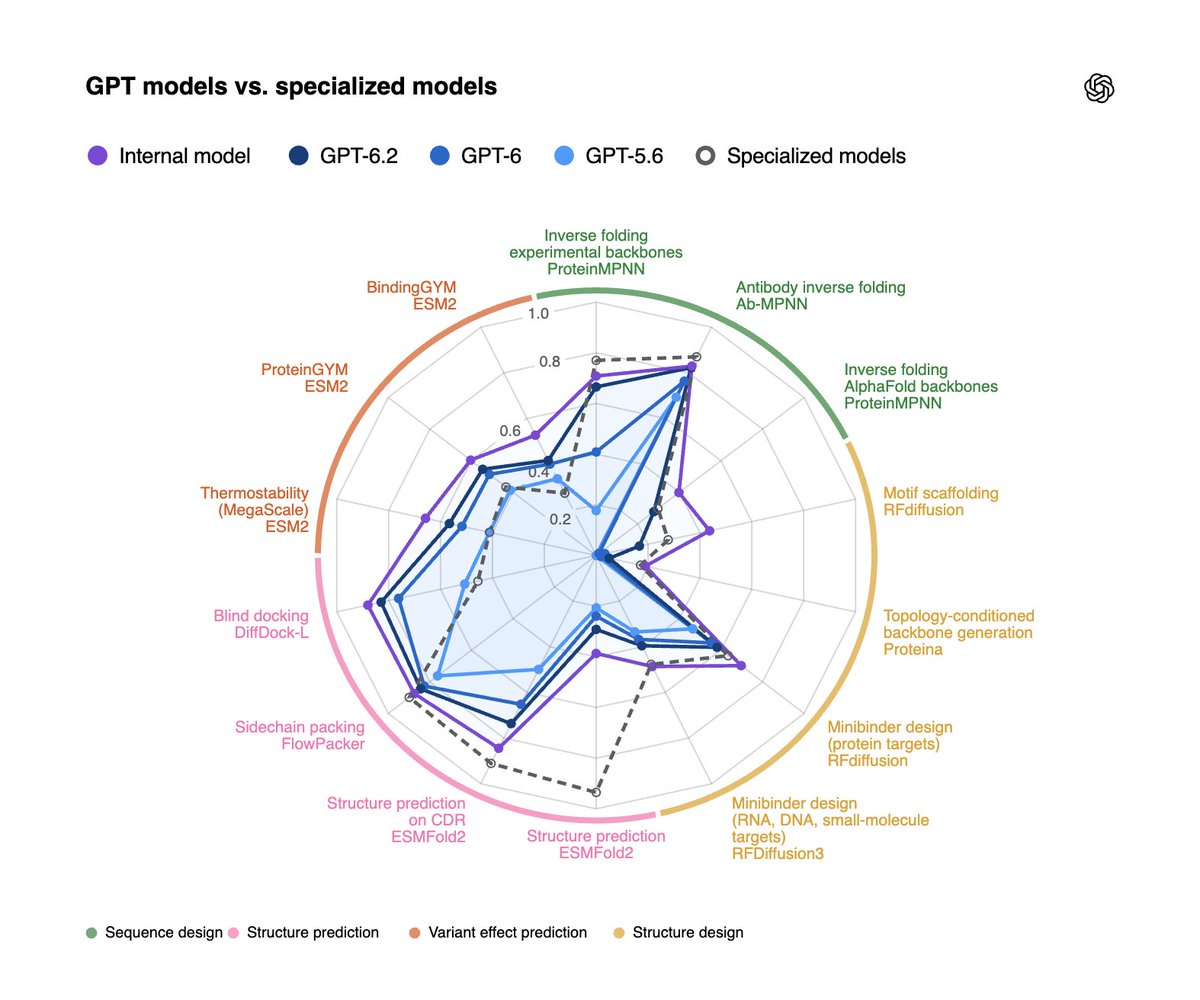 GPT models vs. specialized models
Internal model
GPT-6.2
GPT-6
GPT-5.6
Specialized models
Inverse folding
experimental backbones
ProteinMPNN
Antibody inverse folding
Ab-MPNN
Inverse folding
AlphaFold backbones
ProteinMPNN
Motif scaffolding
RFdiffusion
Topology-conditioned
backbone generation
Proteina
Minibinder design
(protein targets)
RFdiffusion
Minibinder design
(RNA, DNA, small-molecule
targets)
RFDiffusion3
Structure prediction
ESMFold2
Structure prediction
on CDR
ESMFold2
Sidechain packing
FlowPacker
Blind docking
DiffDock-L
Thermostability
(MegaScale)
ESM2
ProteinGYM
ESM2
BindingGYM
ESM2
1.0
0.8
0.6
0.4
0.2
Sequence design
Structure prediction
Variant effect prediction
Structure design